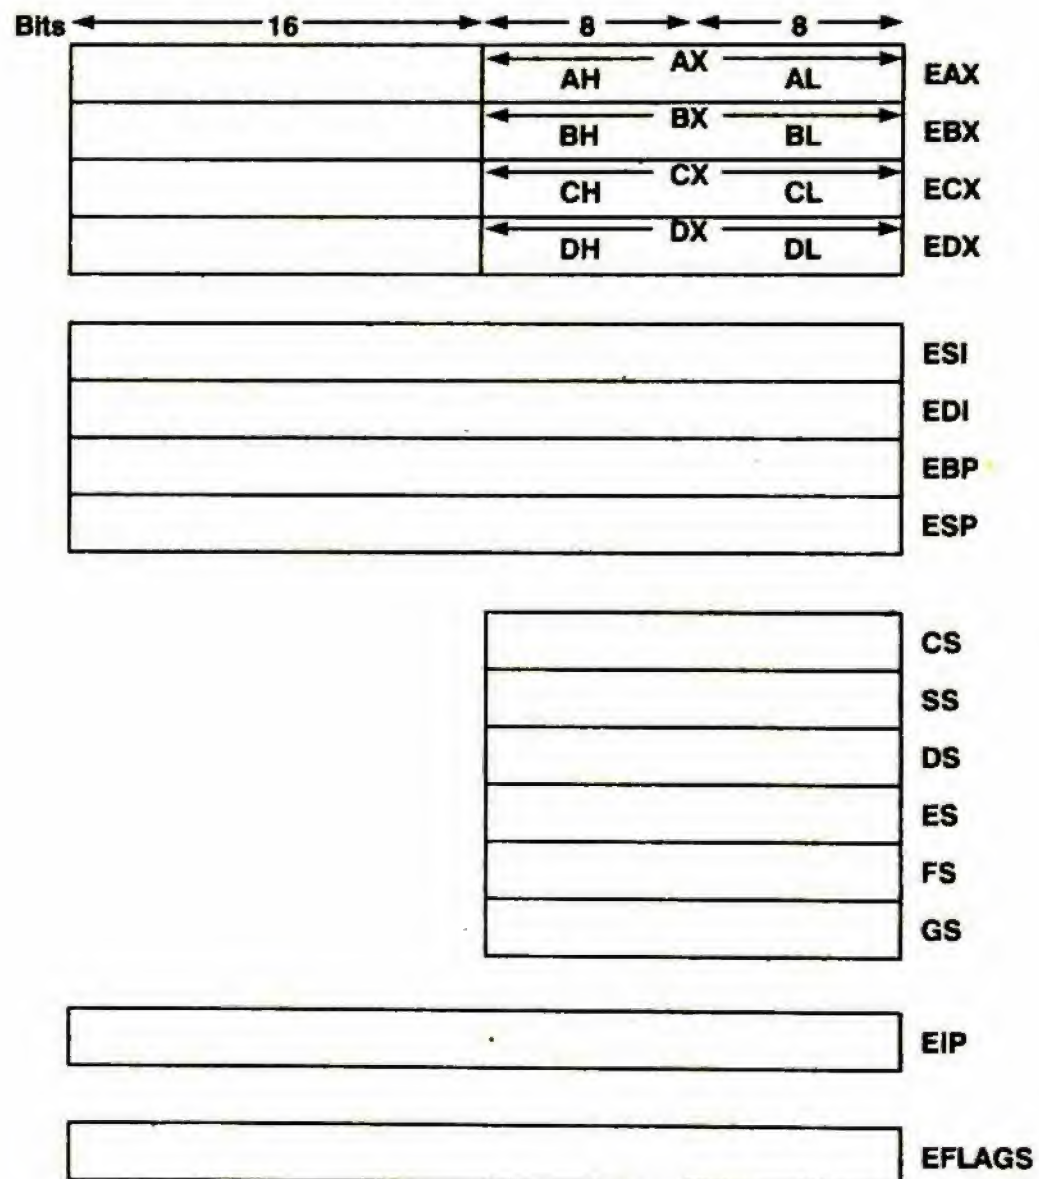 Bits 16 8 8
AX
AH AL EAX
BX
BH BL EBX
CX
CH CL ECX
DX
DH DL EDX
ESI
EDI
EBP
ESP
CS
SS
DS
ES
FS
GS
EIP
EFLAGS